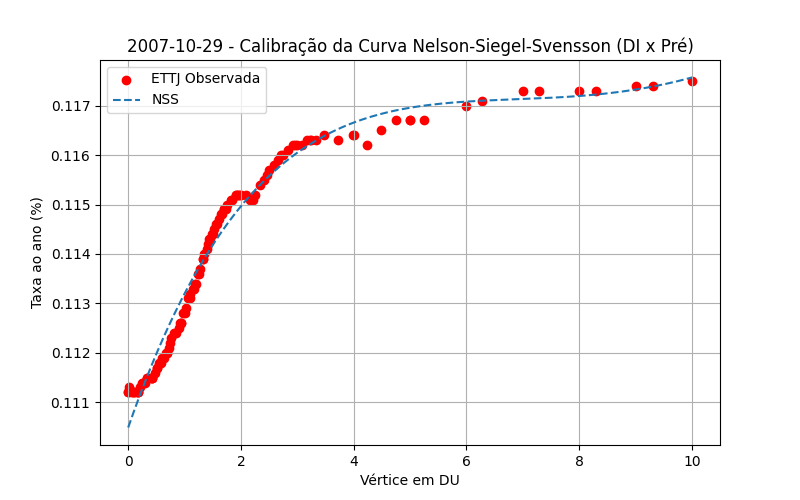 2007-10-29 - Calibração da Curva Nelson-Siegel-Svensson (DI x Pré)
ETTJ Observada
NSS
Taxa ao ano (%)
0.117
0.116
0.115
0.114
0.113
0.112
0.111
0 2 4 6 8 10
Vértice em DU